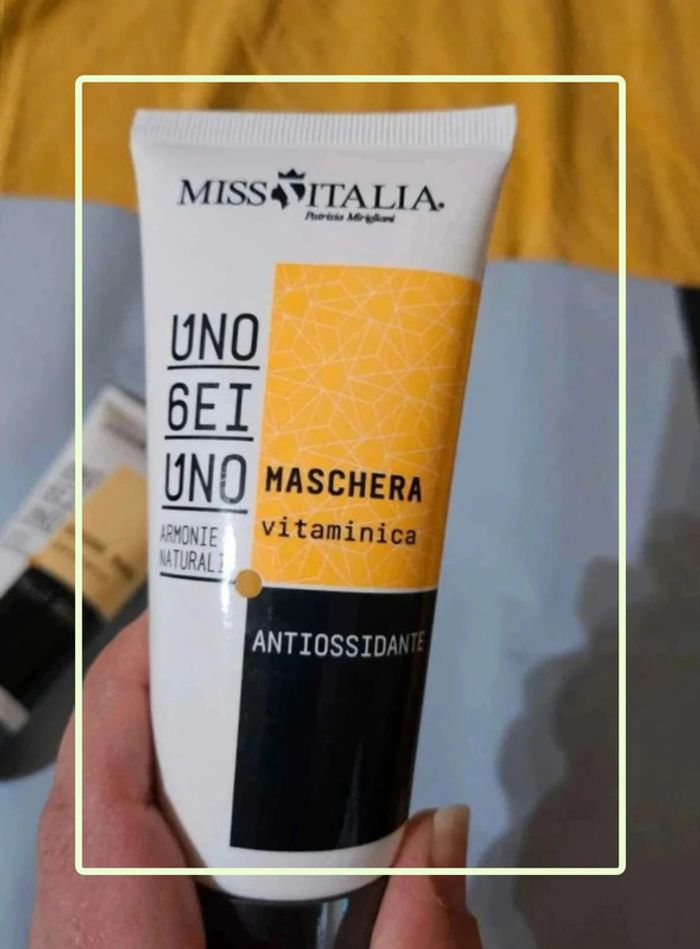 MISS ITALIA.
Patrizia Mirigliani
UNO
6EI
UNO
ARMONIE
NATURALI
MASCHERA
vitaminica
ANTIOSSIDANTE